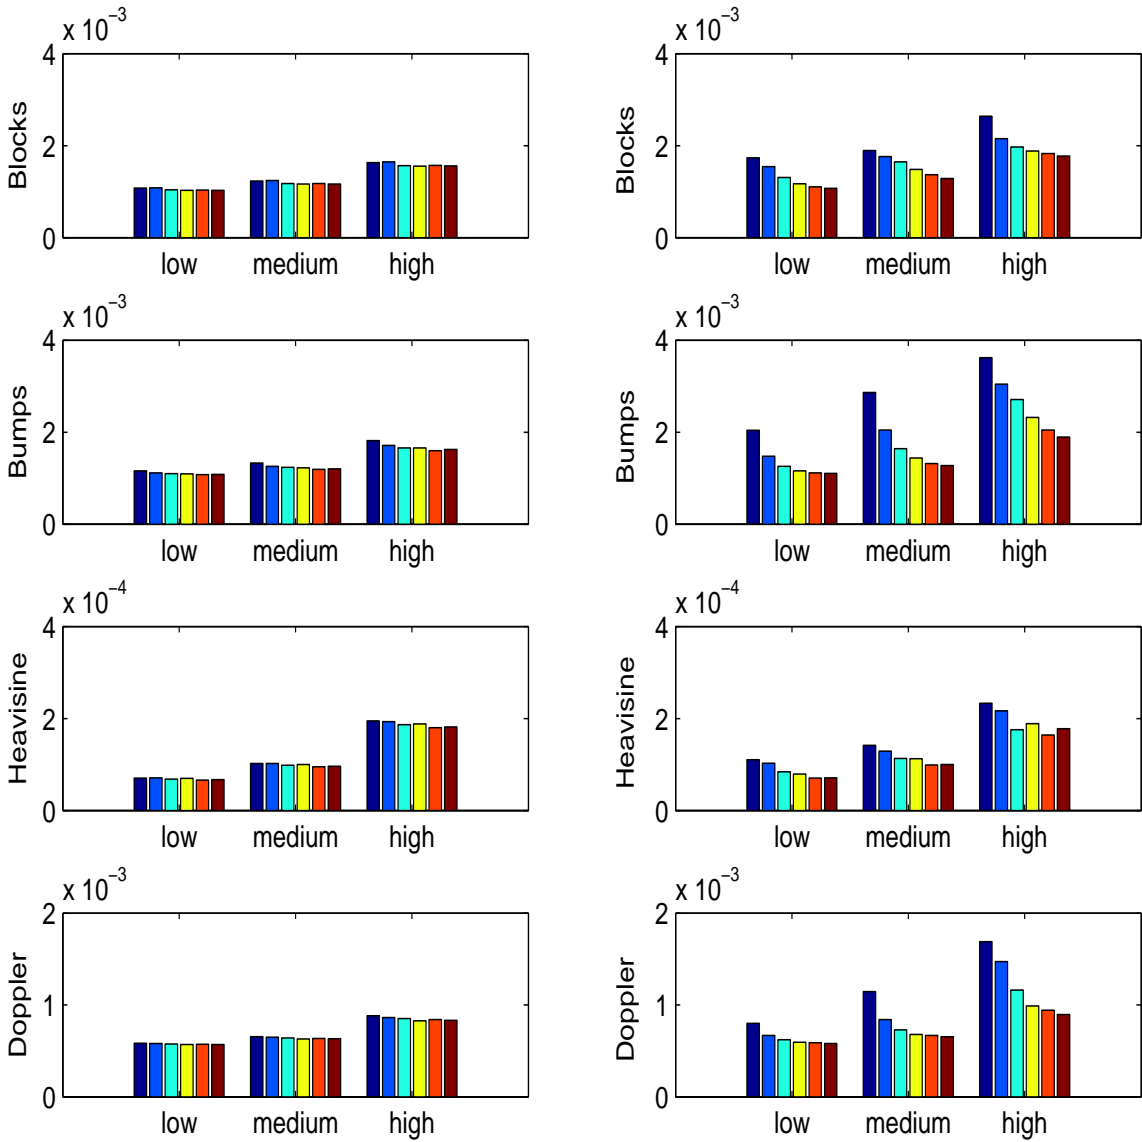 x 10⁻³
4
2
0
Blocks
low medium high
x 10⁻³
4
2
0
Blocks
low medium high
x 10⁻³
4
2
0
Bumps
low medium high
x 10⁻³
4
2
0
Bumps
low medium high
x 10⁻⁴
4
2
0
Heavisine
low medium high
x 10⁻⁴
4
2
0
Heavisine
low medium high
x 10⁻³
2
1
0
Doppler
low medium high
x 10⁻³
2
1
0
Doppler
low medium high